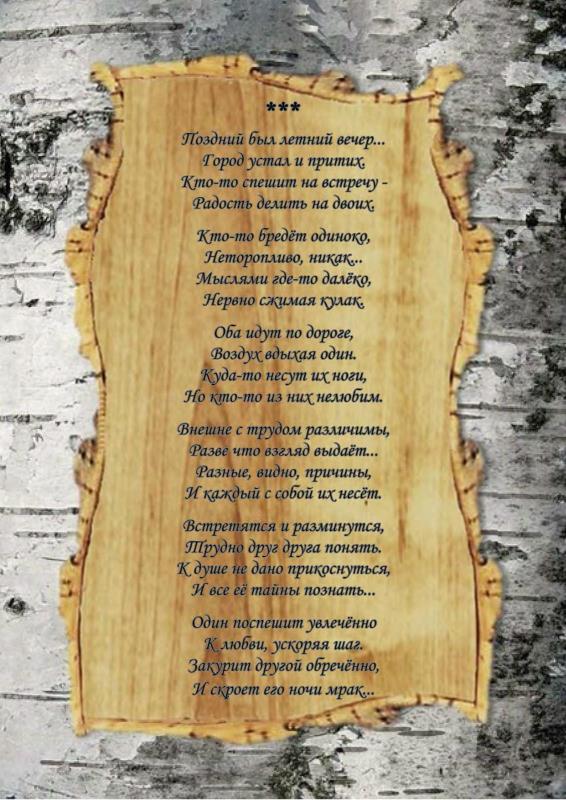 ***
Поздний был летний вечер...
Город устал и притих.
Кто-то спешит на встречу -
Радость делить на двоих.
Кто-то бредёт одиноко,
Неторопливо, никак...
Мыслями где-то далёко,
Нервно сжимая кулак.
Оба идут по дороге,
Воздух вдыхая один.
Куда-то несут их ноги,
Но кто-то из них нелюбим.
Внешне с трудом различимы,
Разве что взгляд выдаёт...
Разные, видно, причины,
И каждый с собой их несёт.
Встретятся и разминутся,
Трудно друг друга понять.
К душе не дано прикоснуться,
И все её тайны познать...
Один поспешит увлечённо
К любви, ускоряя шаг.
Закурит другой обречённо,
И скроет его ночи мрак...